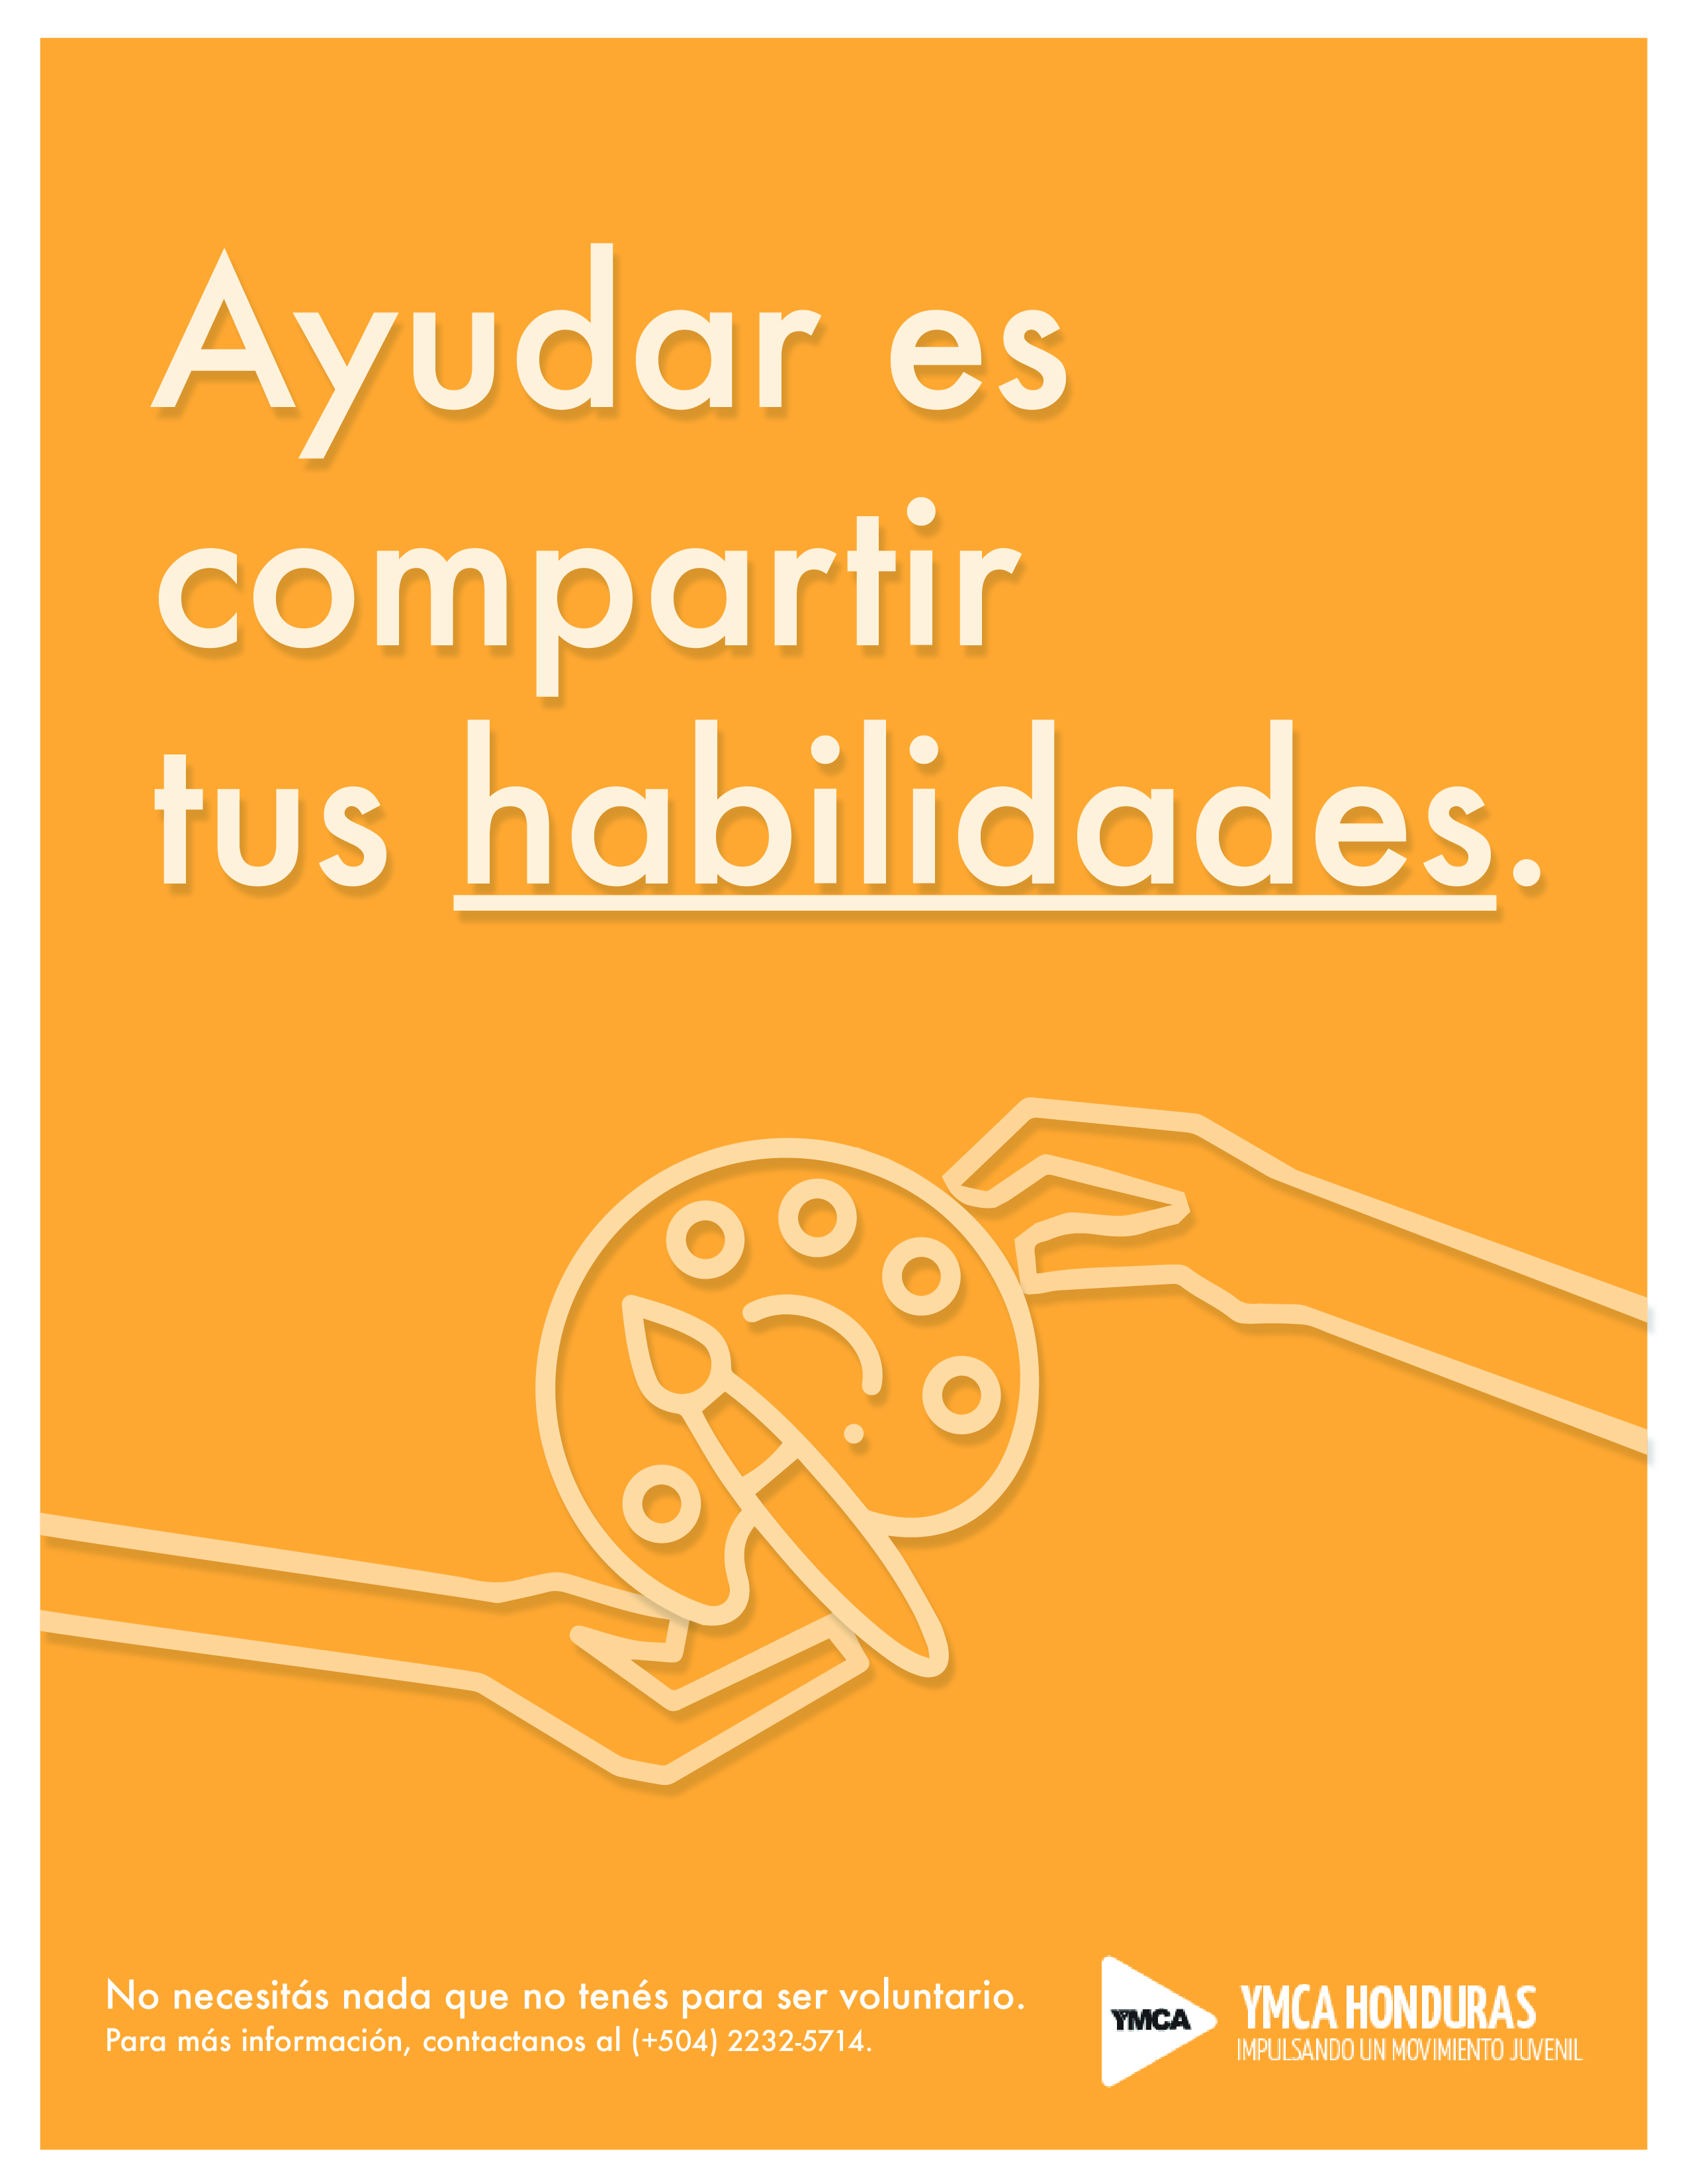 Ayudar es
compartir
tus habilidades.
No necesitás nada que no tenés para ser voluntario.
Para más información, contactanos al (+504) 2232-5714.
YMCA
YMCA HONDURAS
IMPULSANDO UN MOVIMIENTO JUVENIL